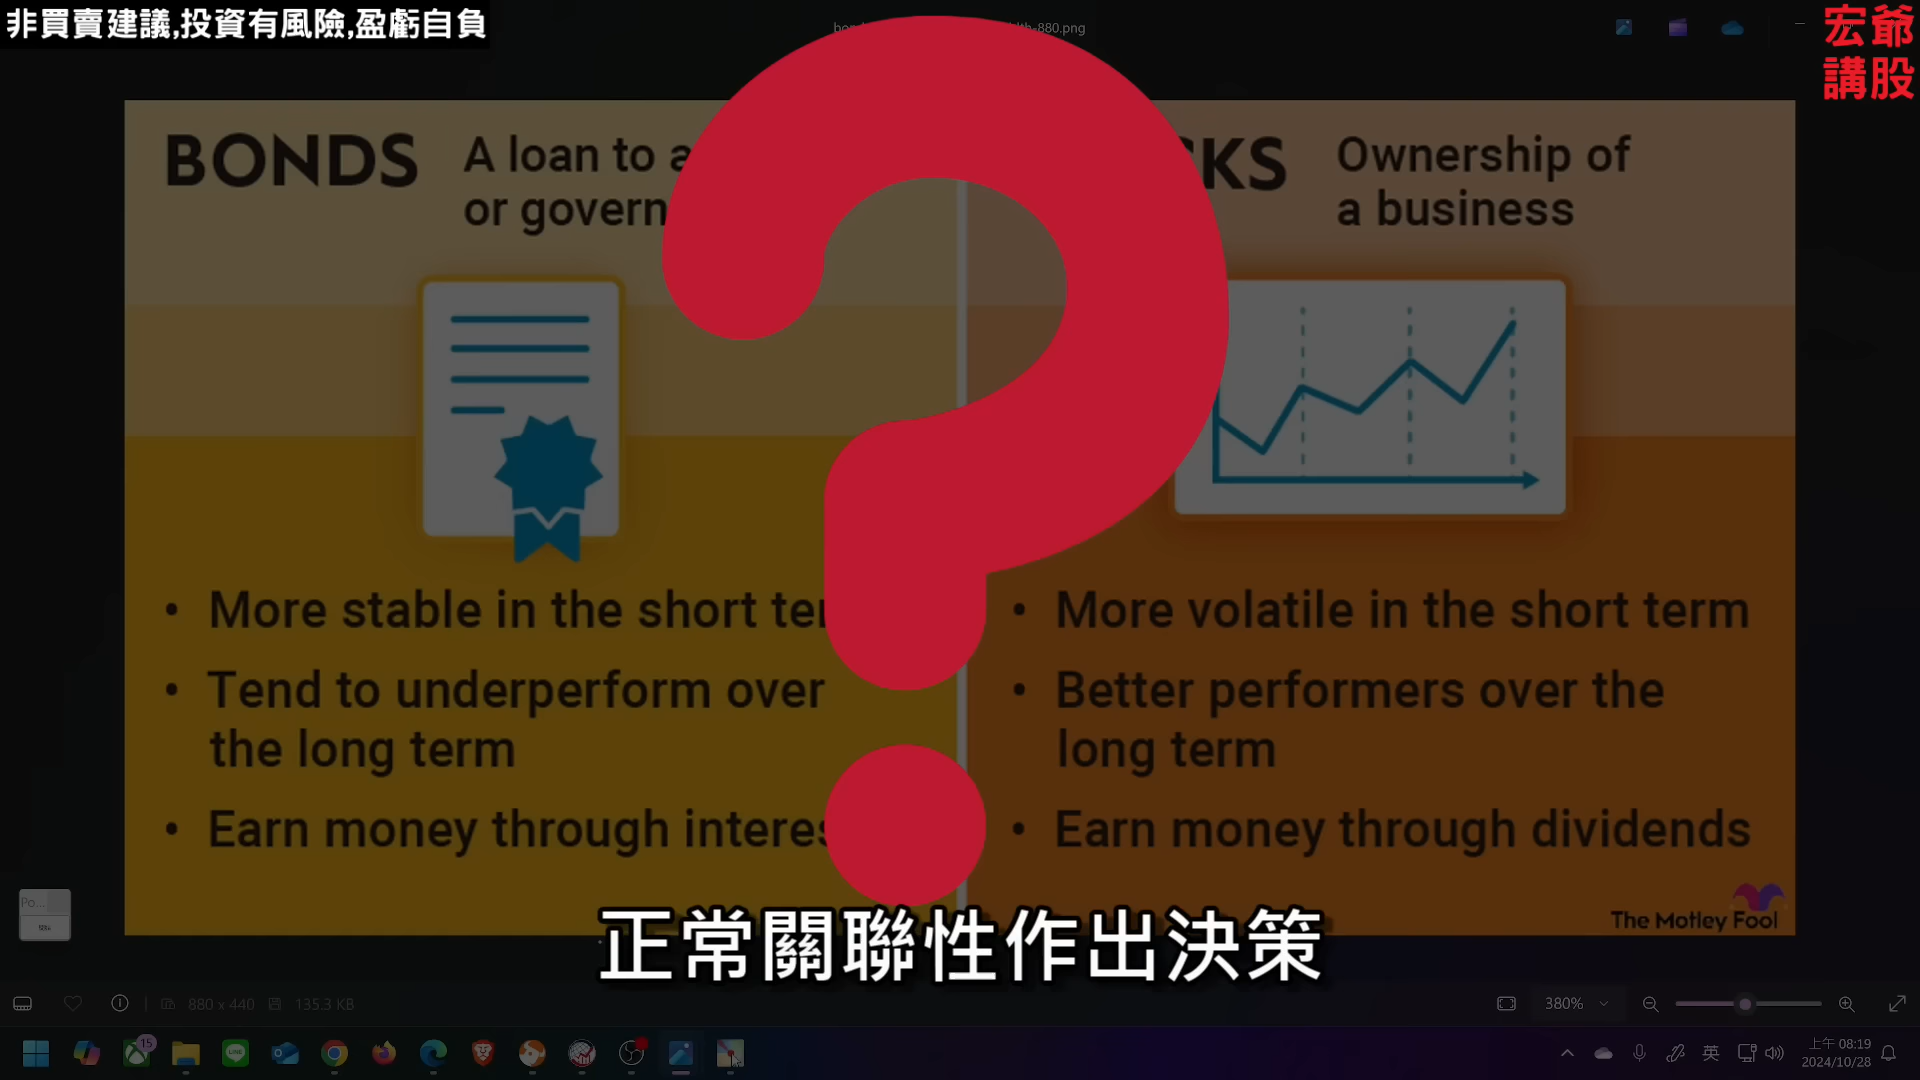 非買賣建議,投資有風險,盈虧自負
宏爺
講股
BONDS
A loan to a
or govern
KS
Ownership of
a business
• More stable in the short ter
• Tend to underperform over
the long term
• Earn money through interes
• More volatile in the short term
• Better performers over the
long term
• Earn money through dividends
The Motley Fool
正常關聯性作出決策
880 x 440
135.3 KB
380%
15
英
上午 08:19
2024/10/28